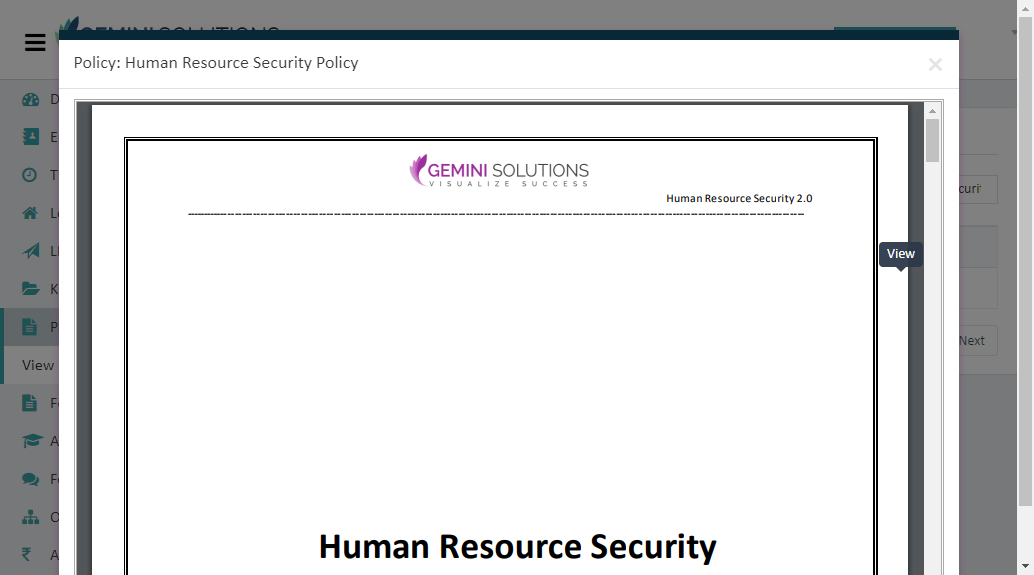 GEMINI SOLUTIONS
Policy: Human Resource Security Policy
×
GEMINI SOLUTIONS
VISUALIZE SUCCESS
Human Resource Security 2.0
View
Next
View
Human Resource Security